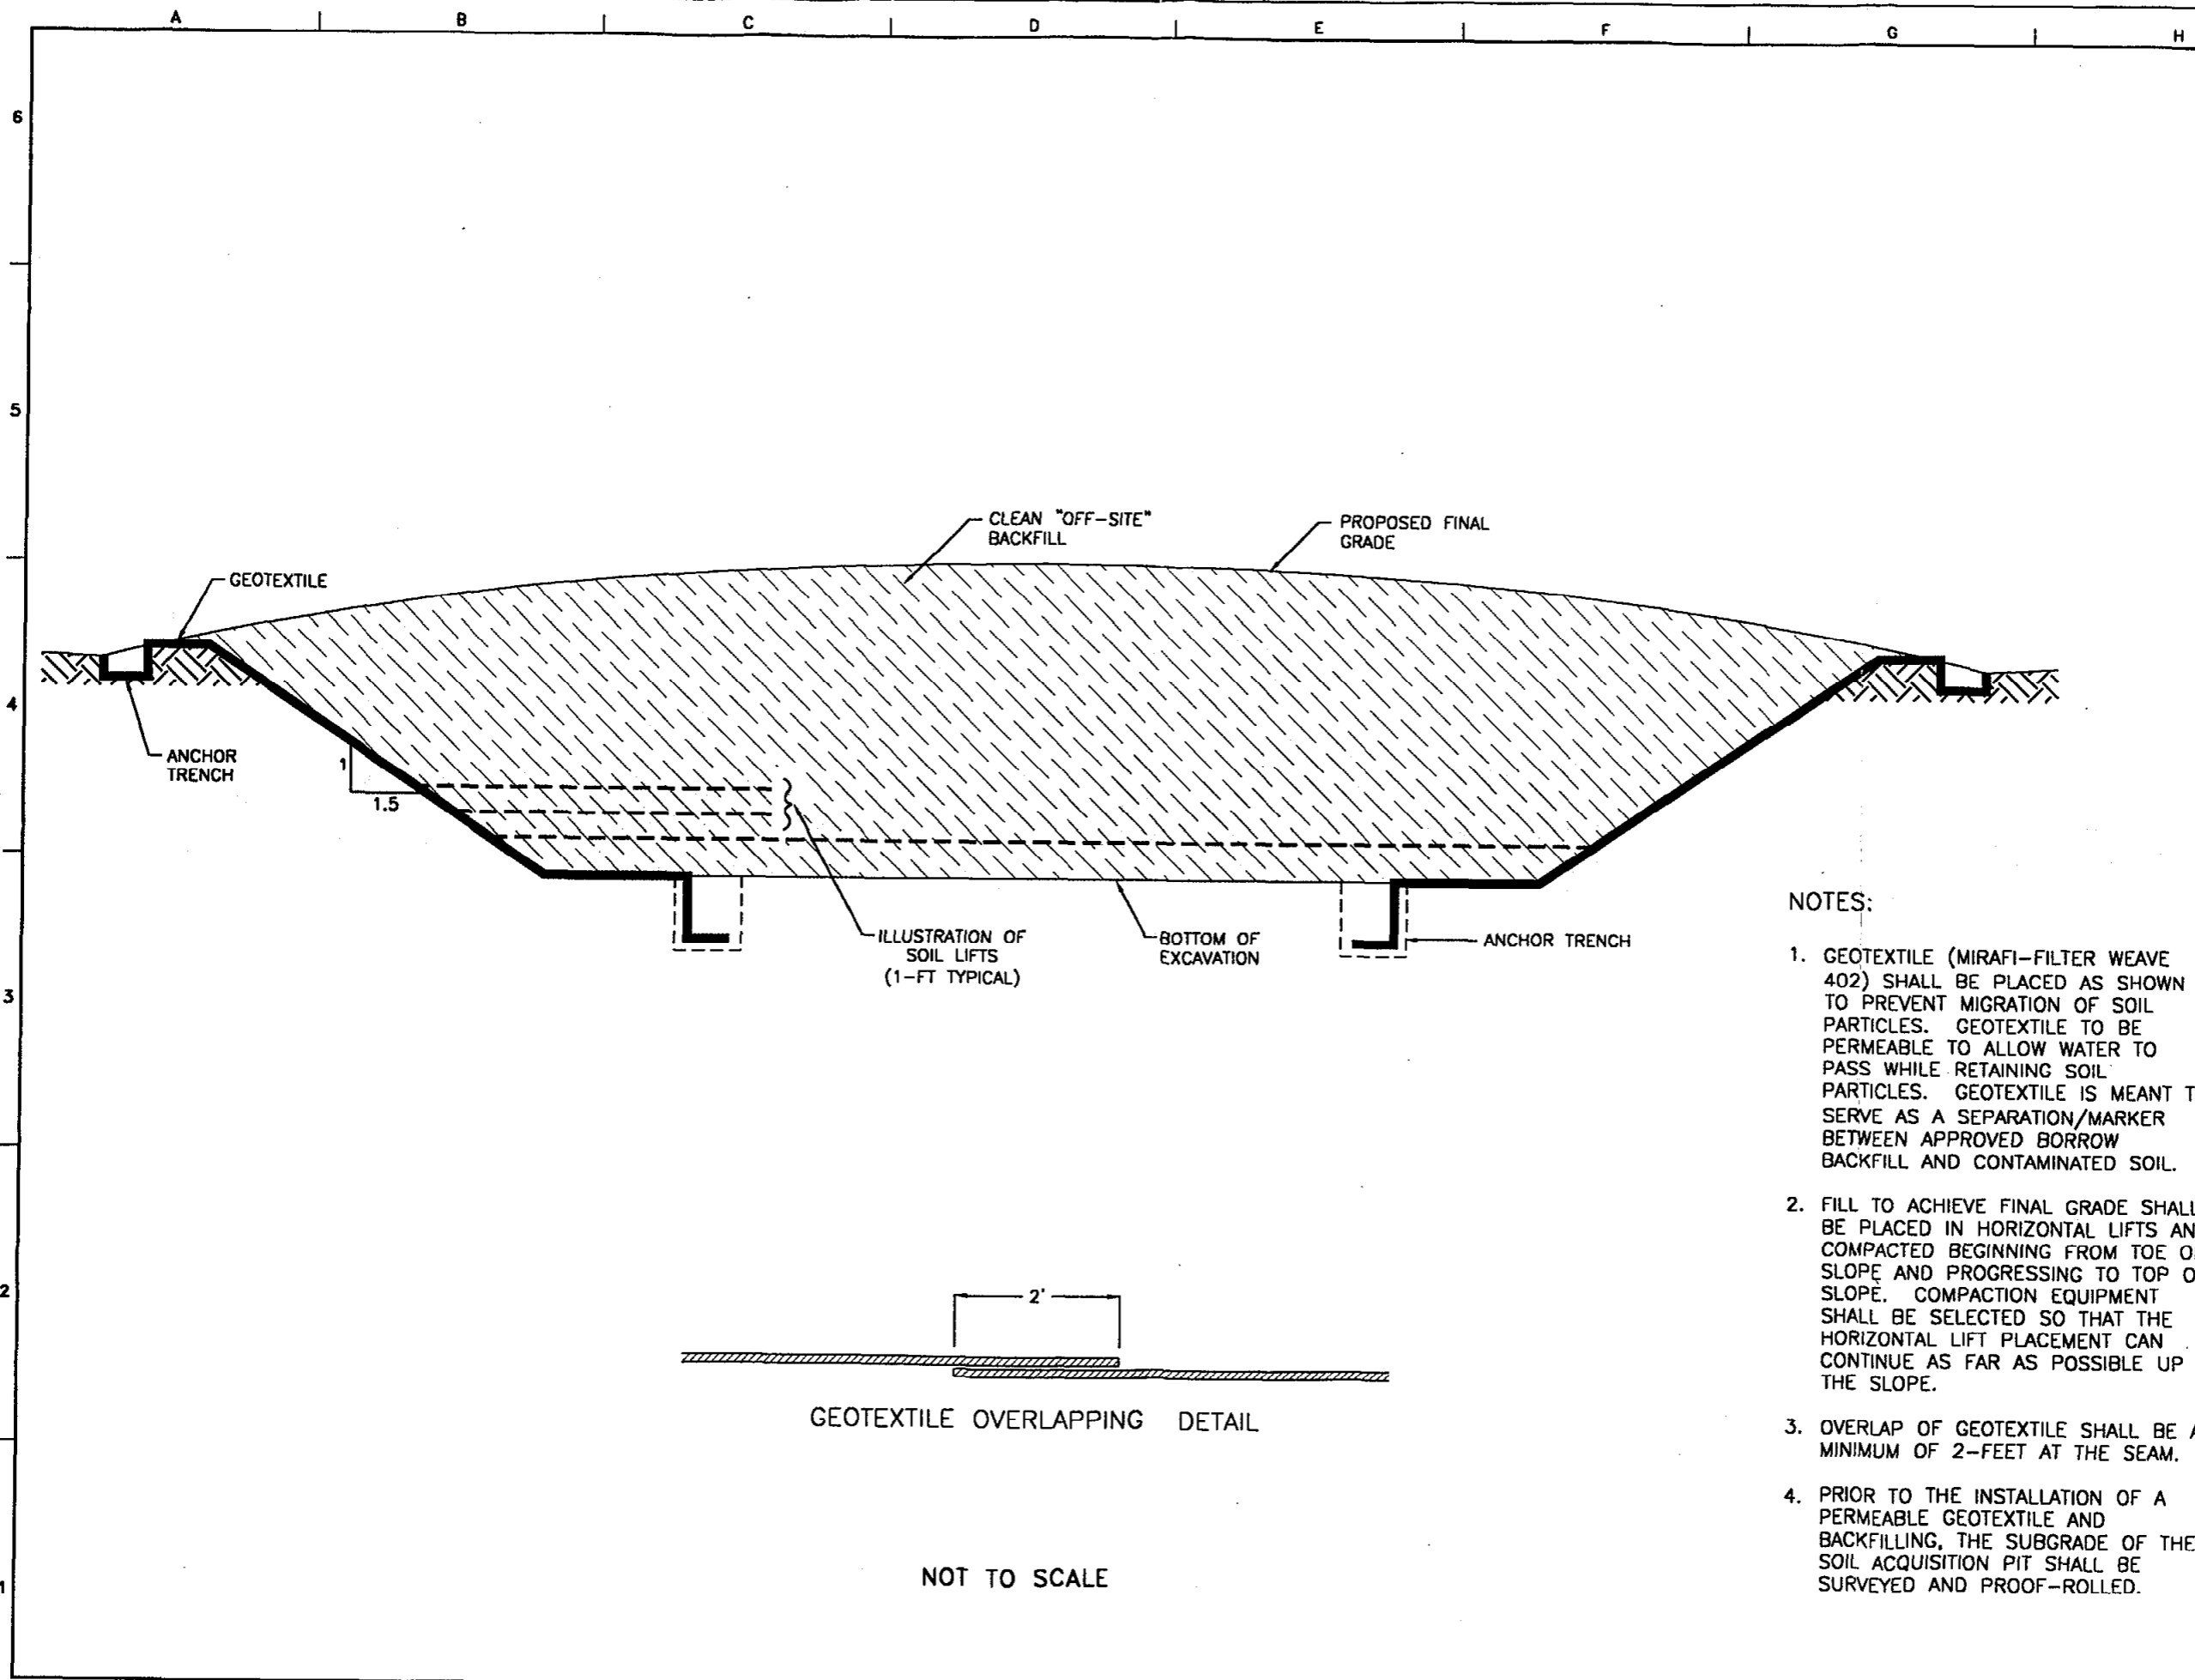 A B C D E F G H
6
5
4
3
2
1
CLEAN "OFF-SITE"
BACKFILL
PROPOSED FINAL
GRADE
GEOTEXTILE
ANCHOR
TRENCH
1
1.5
ILLUSTRATION OF
SOIL LIFTS
(1-FT TYPICAL)
BOTTOM OF
EXCAVATION
ANCHOR TRENCH
2'
GEOTEXTILE OVERLAPPING DETAIL
NOT TO SCALE
NOTES:
1. GEOTEXTILE (MIRAFI-FILTER WEAVE
402) SHALL BE PLACED AS SHOWN
TO PREVENT MIGRATION OF SOIL
PARTICLES. GEOTEXTILE TO BE
PERMEABLE TO ALLOW WATER TO
PASS WHILE RETAINING SOIL
PARTICLES. GEOTEXTILE IS MEANT T
SERVE AS A SEPARATION/MARKER
BETWEEN APPROVED BORROW
BACKFILL AND CONTAMINATED SOIL.
2. FILL TO ACHIEVE FINAL GRADE SHALL
BE PLACED IN HORIZONTAL LIFTS AN
COMPACTED BEGINNING FROM TOE O
SLOPE AND PROGRESSING TO TOP O
SLOPE. COMPACTION EQUIPMENT
SHALL BE SELECTED SO THAT THE
HORIZONTAL LIFT PLACEMENT CAN
CONTINUE AS FAR AS POSSIBLE UP
THE SLOPE.
3. OVERLAP OF GEOTEXTILE SHALL BE A
MINIMUM OF 2-FEET AT THE SEAM.
4. PRIOR TO THE INSTALLATION OF A
PERMEABLE GEOTEXTILE AND
BACKFILLING, THE SUBGRADE OF THE
SOIL ACQUISITION PIT SHALL BE
SURVEYED AND PROOF-ROLLED.